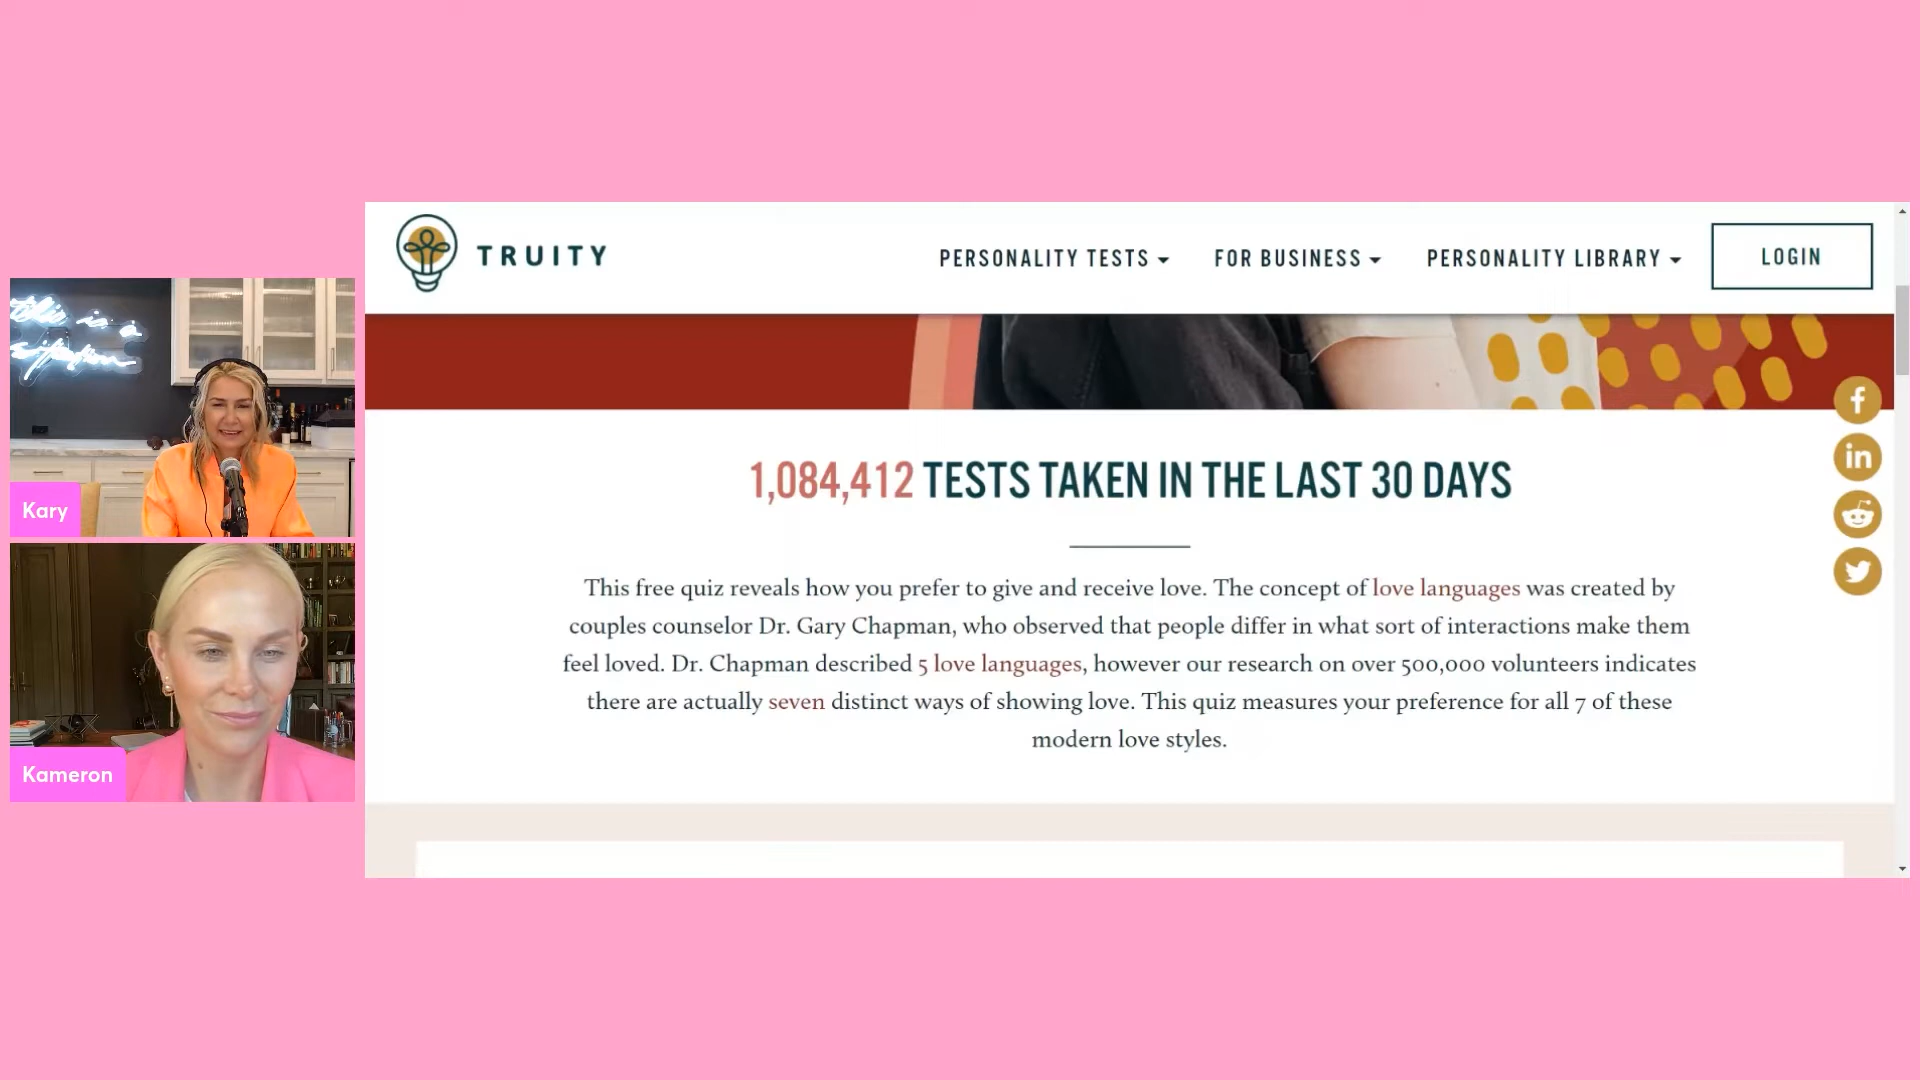 TRUITY
PERSONALITY TESTS
FOR BUSINESS
PERSONALITY LIBRARY
LOGIN
this is a
situation
Kary
Kameron
1,084,412 TESTS TAKEN IN THE LAST 30 DAYS
This free quiz reveals how you prefer to give and receive love. The concept of love languages was created by
couples counselor Dr. Gary Chapman, who observed that people differ in what sort of interactions make them
feel loved. Dr. Chapman described 5 love languages, however our research on over 500,000 volunteers indicates
there are actually seven distinct ways of showing love. This quiz measures your preference for all 7 of these
modern love styles.